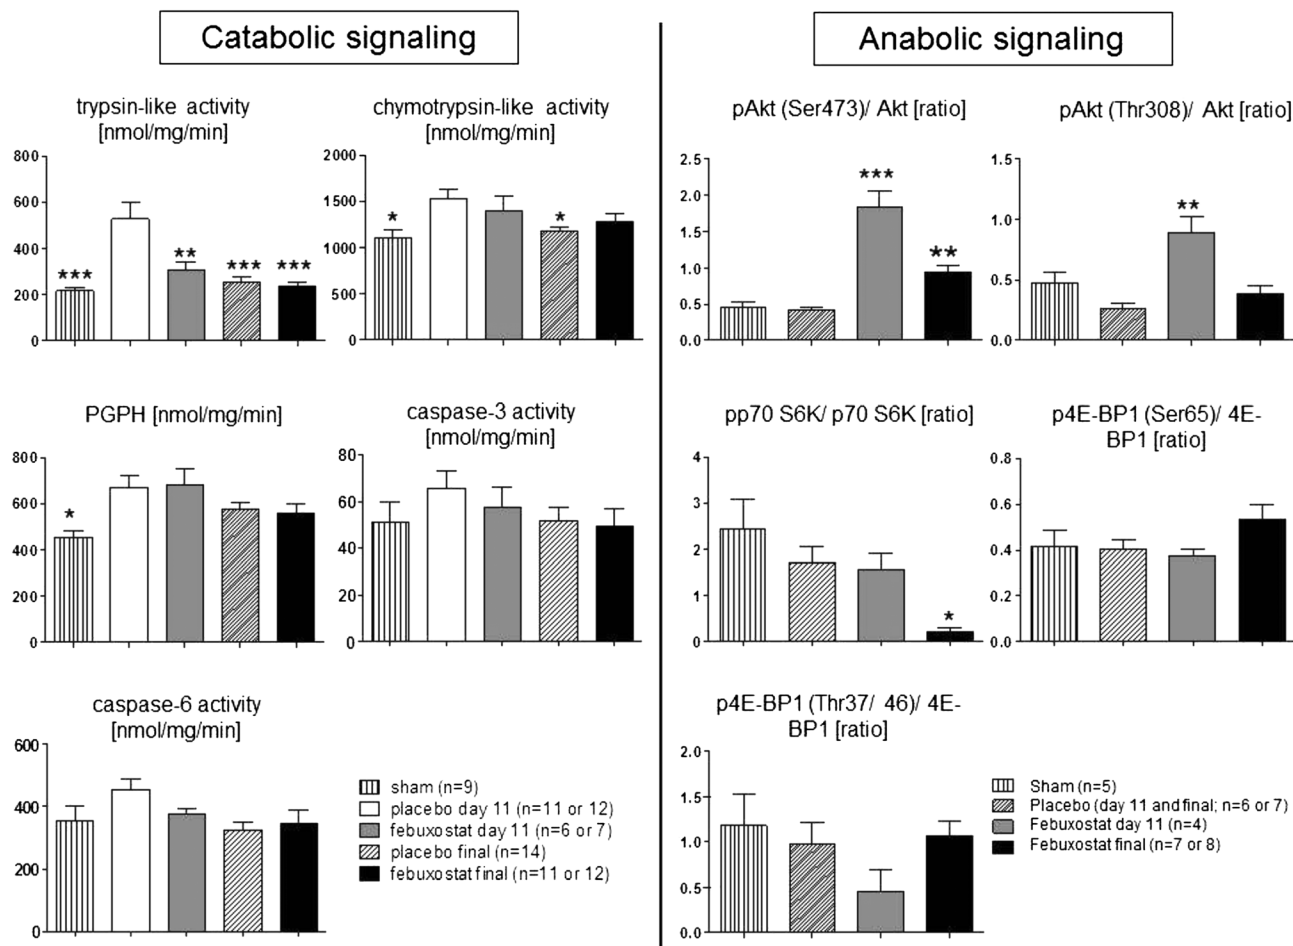 Catabolic signaling
Anabolic signaling
trypsin-like activity
[nmol/mg/min]
800
600
400
200
0
***
**
***
***
chymotrypsin-like activity
[nmol/mg/min]
2000
1500
1000
500
0
*
*
pAkt (Ser473)/ Akt [ratio]
2.5
2.0
1.5
1.0
0.5
0.0
***
**
pAkt (Thr308)/ Akt [ratio]
1.5
1.0
0.5
0.0
**
PGPH [nmol/mg/min]
800
600
400
200
0
*
caspase-3 activity
[nmol/mg/min]
80
60
40
20
0
pp70 S6K/ p70 S6K [ratio]
4
3
2
1
0
*
p4E-BP1 (Ser65)/ 4E-
BP1 [ratio]
0.8
0.6
0.4
0.2
0.0
caspase-6 activity
[nmol/mg/min]
600
400
200
0
sham (n=9)
placebo day 11 (n=11 or 12)
febuxostat day 11 (n=6 or 7)
placebo final (n=14)
febuxostat final (n=11 or 12)
p4E-BP1 (Thr37/ 46)/ 4E-
BP1 [ratio]
2.0
1.5
1.0
0.5
0.0
Sham (n=5)
Placebo (day 11 and final; n=6 or 7)
Febuxostat day 11 (n=4)
Febuxostat final (n=7 or 8)